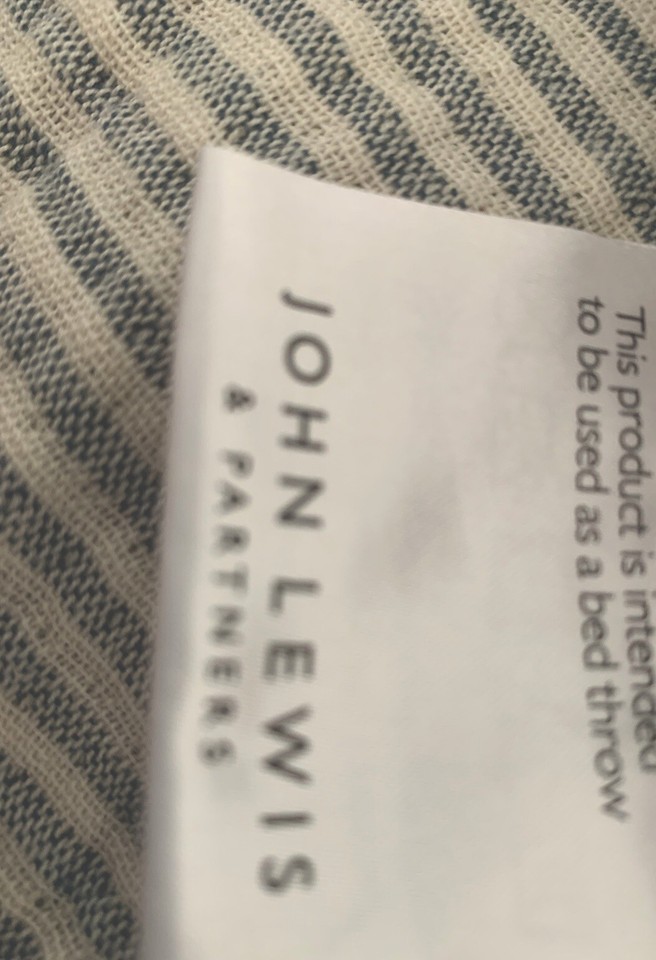 This product is intended
to be used as a bed throw
JOHN LEWIS
& PARTNERS